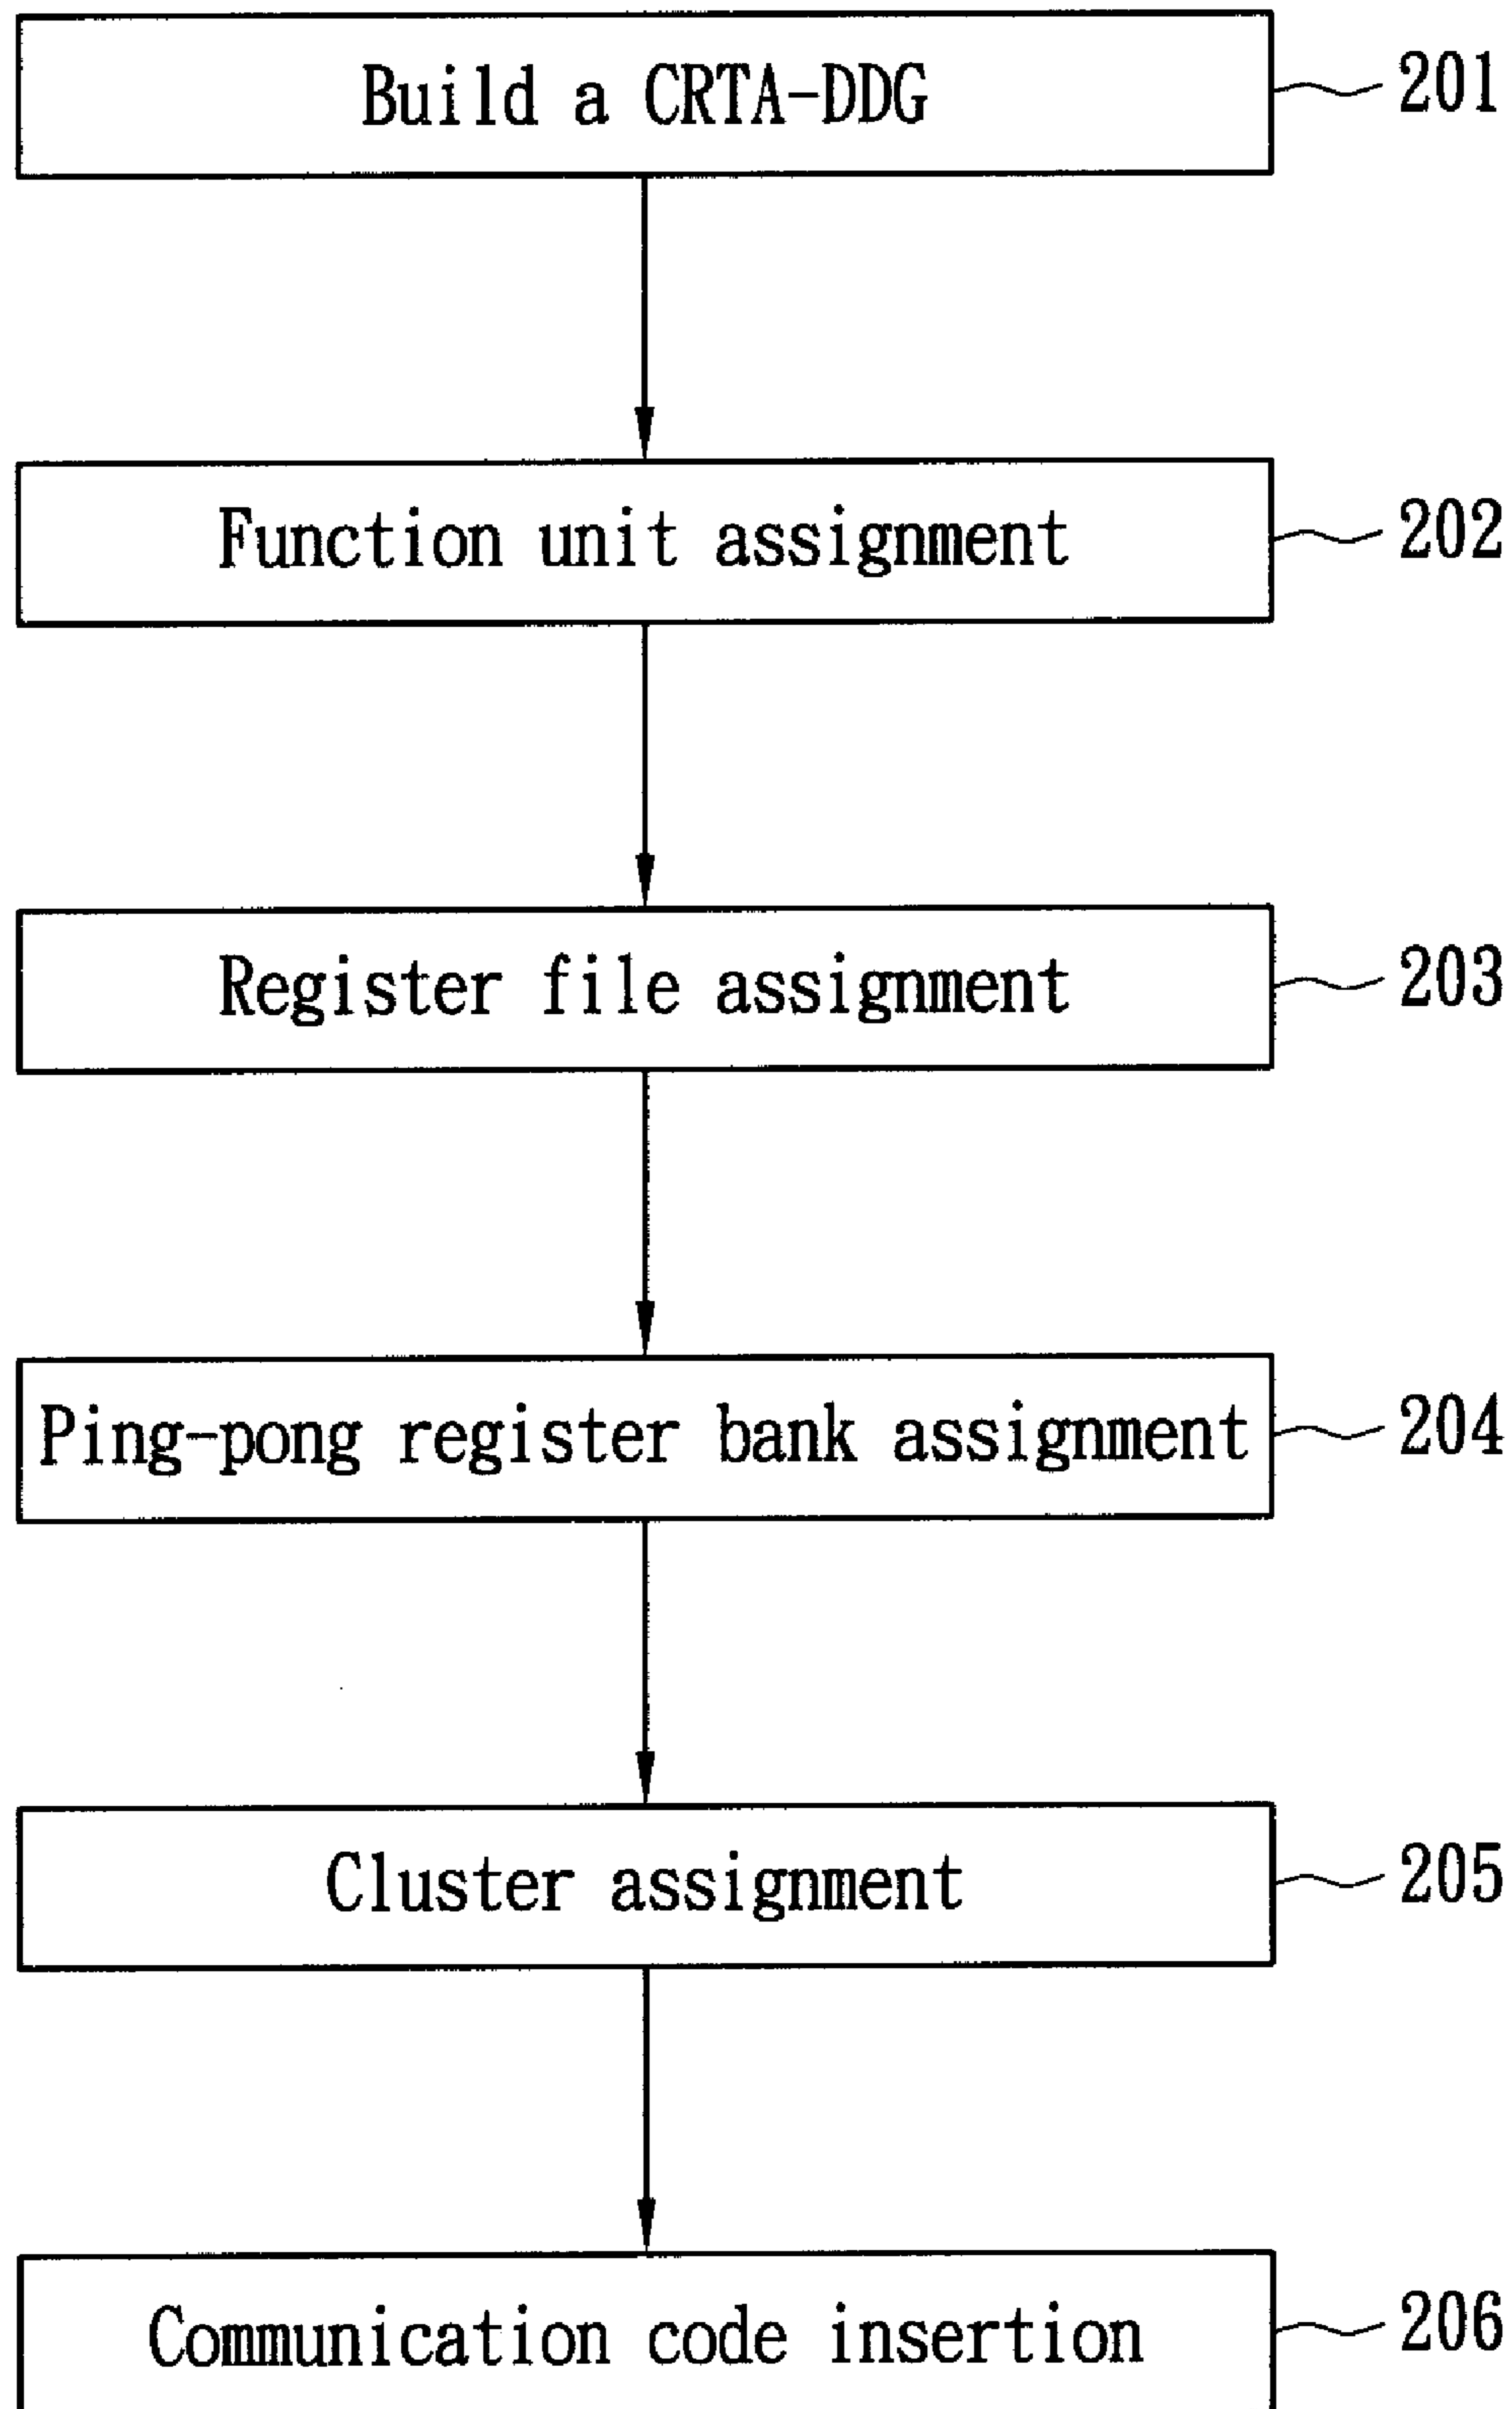 Build a CRTA-DDG
201
Function unit assignment
202
Register file assignment
203
Ping-pong register bank assignment
204
Cluster assignment
205
Communication code insertion
206